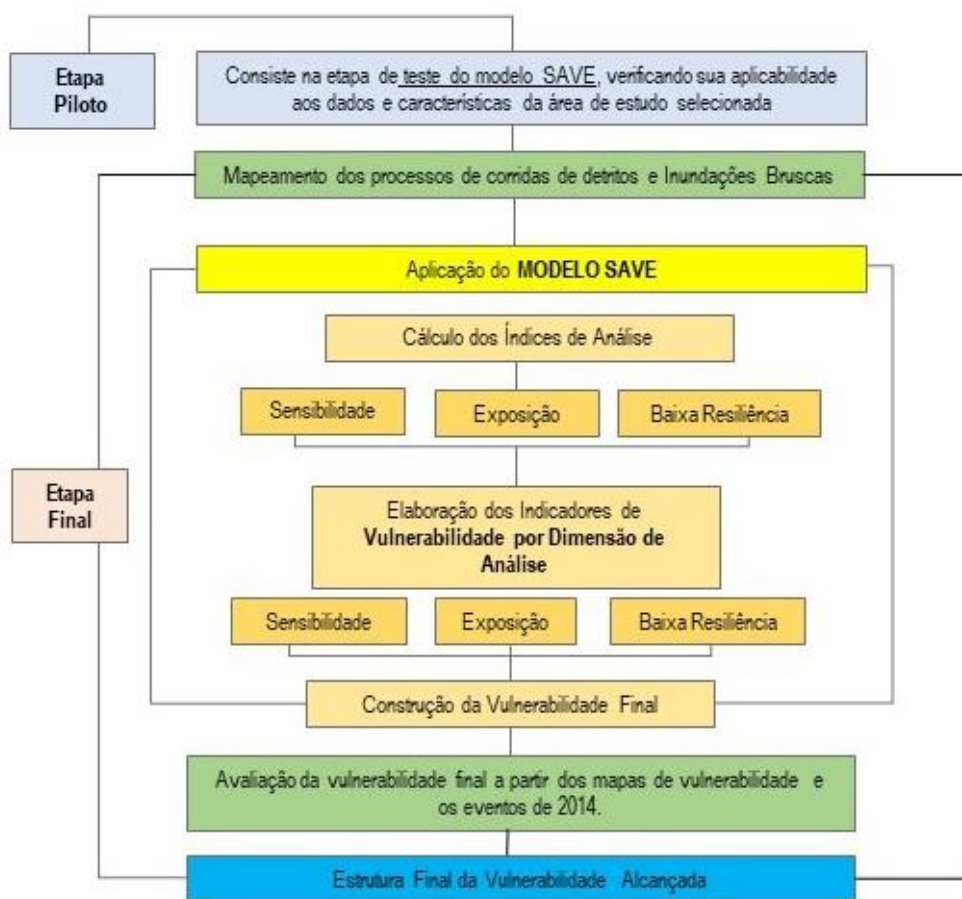 Etapa
Piloto
Consiste na etapa de teste do modelo SAVE, verificando sua aplicabilidade
aos dados e características da área de estudo selecionada
Mapeamento dos processos de corridas de detritos e Inundações Bruscas
Aplicação do MODELO SAVE
Cálculo dos Índices de Análise
Sensibilidade
Exposição
Baixa Resiliência
Etapa
Final
Elaboração dos Indicadores de
Vulnerabilidade por Dimensão de
Análise
Sensibilidade
Exposição
Baixa Resiliência
Construção da Vulnerabilidade Final
Avaliação da vulnerabilidade final a partir dos mapas de vulnerabilidade e
os eventos de 2014.
Estrutura Final da Vulnerabilidade Alcançada